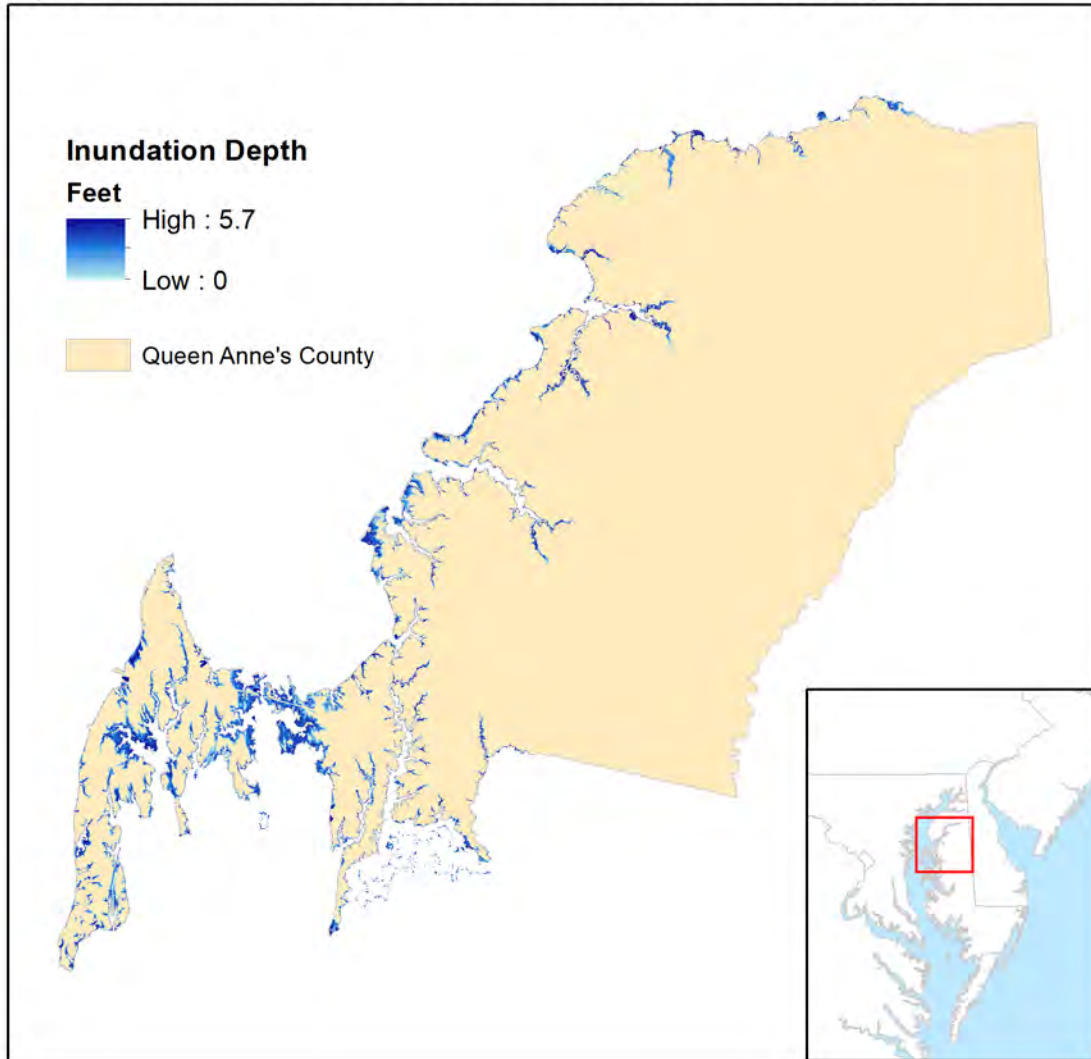 Inundation Depth
Feet
High : 5.7
Low : 0
Queen Anne's County